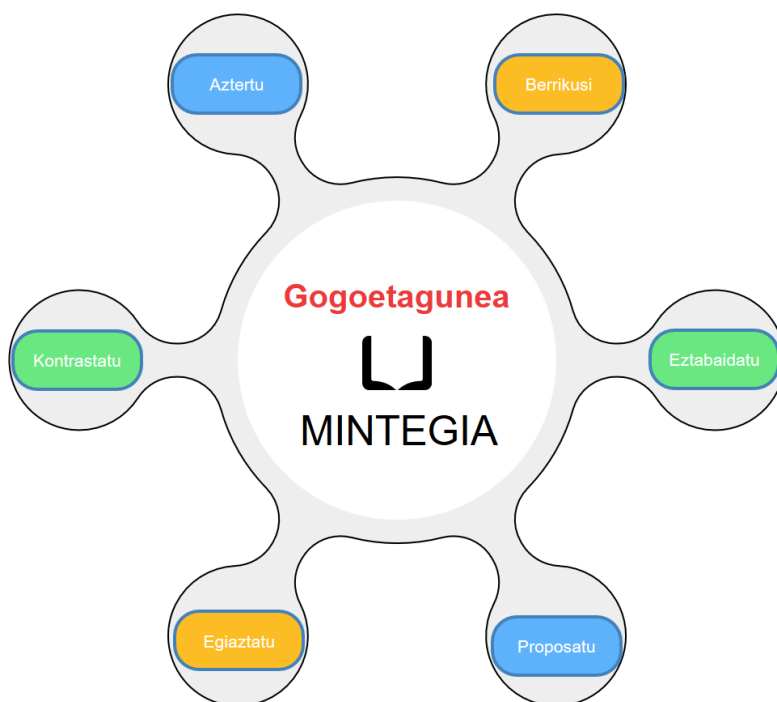 Aztertu
Berrikusi
Gogoetagunea
Kontrastatu
Eztabaidatu
MINTEGIA
Egiaztatu
Proposatu